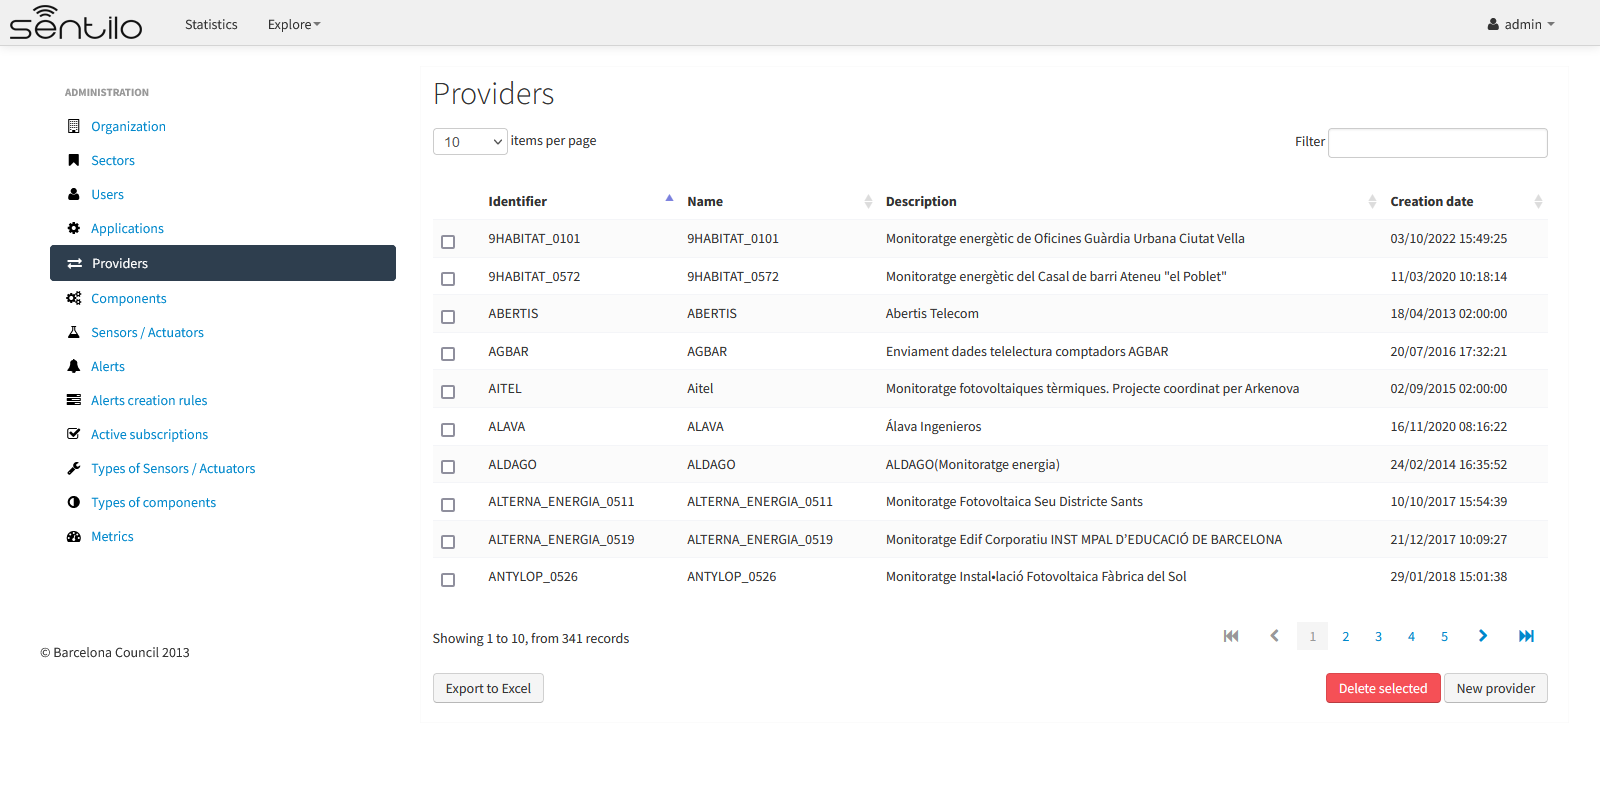 sentilo
Statistics
Explore
admin
ADMINISTRATION
Organization
Sectors
Users
Applications
Providers
Components
Sensors / Actuators
Alerts
Alerts creation rules
Active subscriptions
Types of Sensors / Actuators
Types of components
Metrics
© Barcelona Council 2013
Providers
10 items per page
Filter
Identifier Name Description Creation date
9HABITAT_0101 9HABITAT_0101 Monitoratge energètic de Oficines Guàrdia Urbana Ciutat Vella 03/10/2022 15:49:25
9HABITAT_0572 9HABITAT_0572 Monitoratge energètic del Casal de barri Ateneu "el Poblet" 11/03/2020 10:18:14
ABERTIS ABERTIS Abertis Telecom 18/04/2013 02:00:00
AGBAR AGBAR Enviament dades telelectura comptadors AGBAR 20/07/2016 17:32:21
AITEL Aitel Monitoratge fotovoltaiques tèrmiques. Projecte coordinat per Arkenova 02/09/2015 02:00:00
ALAVA ALAVA Álava Ingenieros 16/11/2020 08:16:22
ALDAGO ALDAGO ALDAGO(Monitoratge energia) 24/02/2014 16:35:52
ALTERNA_ENERGIA_0511 ALTERNA_ENERGIA_0511 Monitoratge Fotovoltaica Seu Districte Sants 10/10/2017 15:54:39
ALTERNA_ENERGIA_0519 ALTERNA_ENERGIA_0519 Monitoratge Edif Corporatiu INST MPAL D’EDUCACIÓ DE BARCELONA 21/12/2017 10:09:27
ANTYLOP_0526 ANTYLOP_0526 Monitoratge Instal•lació Fotovoltaica Fàbrica del Sol 29/01/2018 15:01:38
Showing 1 to 10, from 341 records
1 2 3 4 5
Export to Excel
Delete selected
New provider